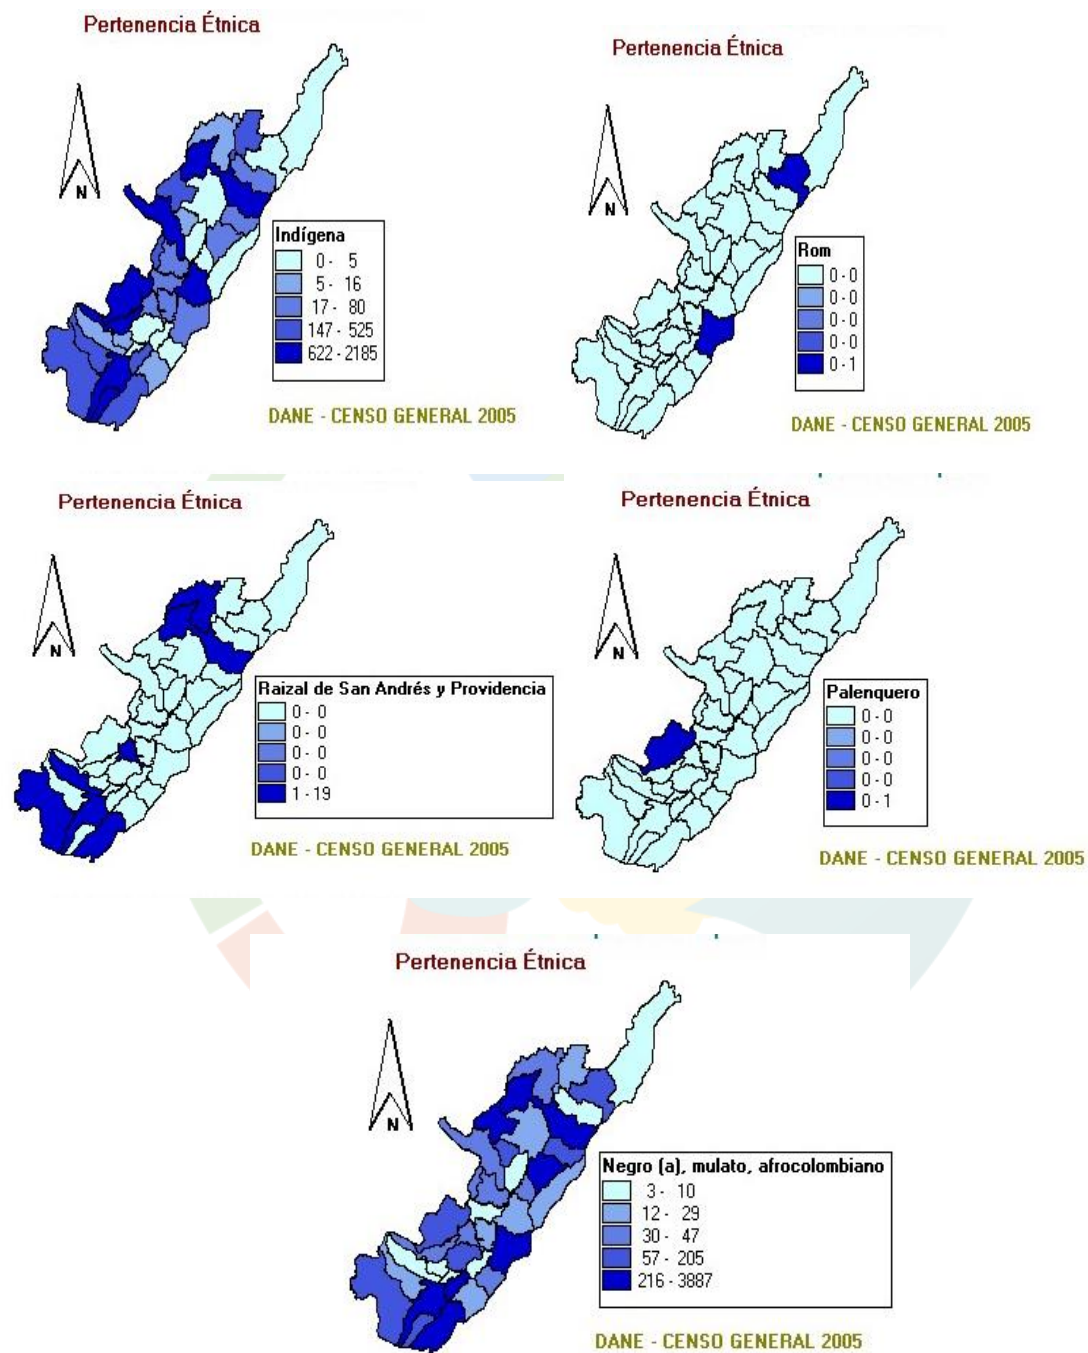 Pertenencia Étnica
N
Indígena
0 - 5
5 - 16
17 - 80
147 - 525
622 - 2185
DANE - CENSO GENERAL 2005
Pertenencia Étnica
N
Rom
0 - 0
0 - 0
0 - 0
0 - 0
0 - 1
DANE - CENSO GENERAL 2005
Pertenencia Étnica
N
Raizal de San Andrés y Providencia
0 - 0
0 - 0
0 - 0
0 - 0
1 - 19
DANE - CENSO GENERAL 2005
Pertenencia Étnica
N
Palenquero
0 - 0
0 - 0
0 - 0
0 - 0
0 - 1
DANE - CENSO GENERAL 2005
Pertenencia Étnica
N
Negro (a), mulato, afrocolombiano
3 - 10
12 - 29
30 - 47
57 - 205
216 - 3887
DANE - CENSO GENERAL 2005